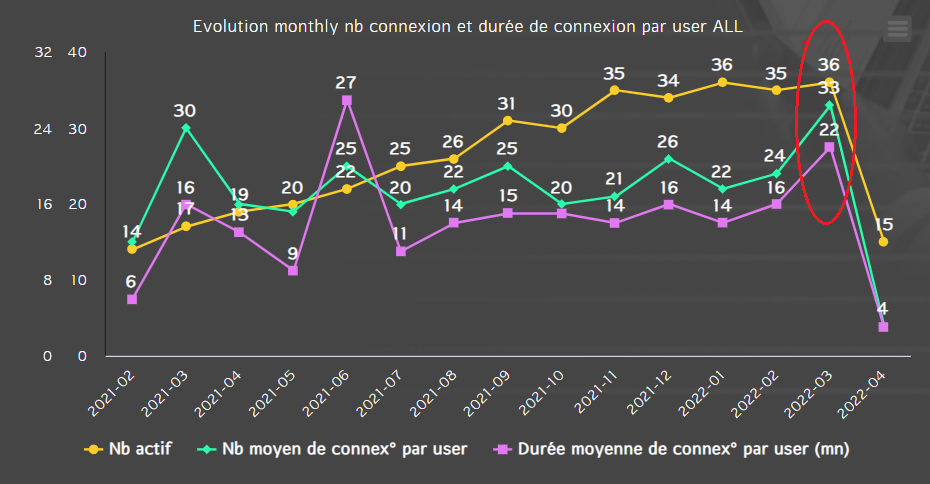 Evolution monthly nb connexion et durée de connexion par user ALL
32 40
24 30
16 20
8 10
0 0
14 17 19 20 22 25 26 31 30 35 34 36 35 36 15
30 25 20 22 25 20 21 26 22 24 33 4
6 16 13 9 27 11 14 15 14 16 14 16 22
2021-02 2021-03 2021-04 2021-05 2021-06 2021-07 2021-08 2021-09 2021-10 2021-11 2021-12 2022-01 2022-02 2022-03 2022-04
Nb actif Nb moyen de connex° par user Durée moyenne de connex° par user (mn)